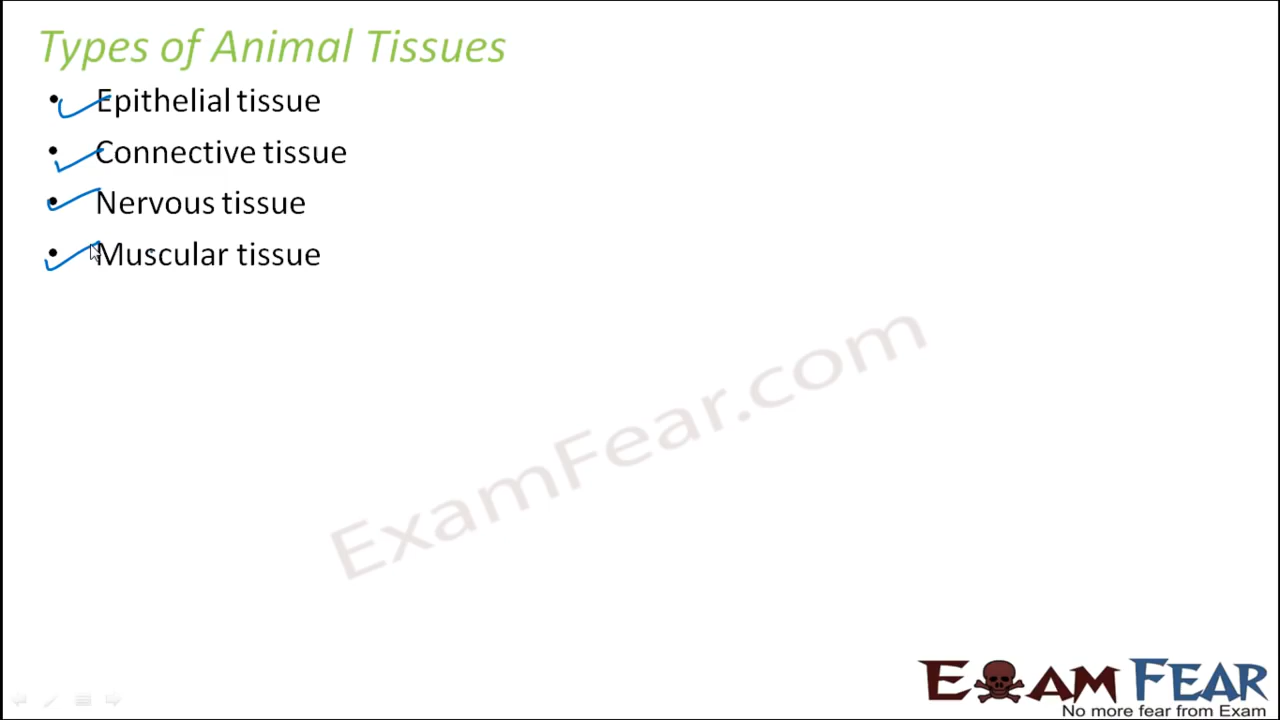 Types of Animal Tissues
• Epithelial tissue
• Connective tissue
• Nervous tissue
• Muscular tissue
ExamFear.com
EXAM FEAR
No more fear from Exam